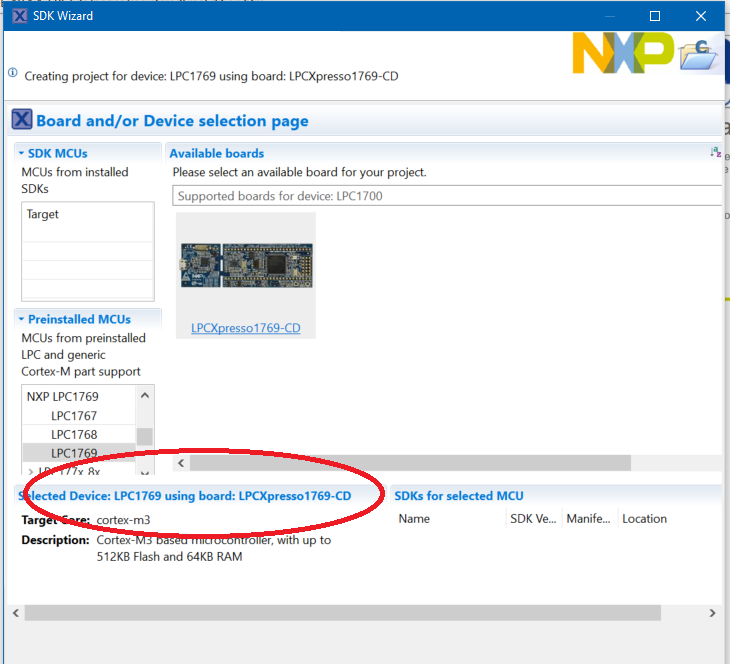 SDK Wizard
NXP
C
Creating project for device: LPC1769 using board: LPCXpresso1769-CD
Board and/or Device selection page
SDK MCUs
MCUs from installed
SDKs
Target
Preinstalled MCUs
MCUs from preinstalled
LPC and generic
Cortex-M part support
NXP LPC1769
LPC1767
LPC1768
LPC1769
LPC177x_8x
Available boards
Please select an available board for your project.
Supported boards for device: LPC1700
LPCXpresso1769-CD
Selected Device: LPC1769 using board: LPCXpresso1769-CD
Target Core: cortex-m3
Description: Cortex-M3 based microcontroller, with up to
512KB Flash and 64KB RAM
SDKs for selected MCU
Name SDK Ve... Manife... Location